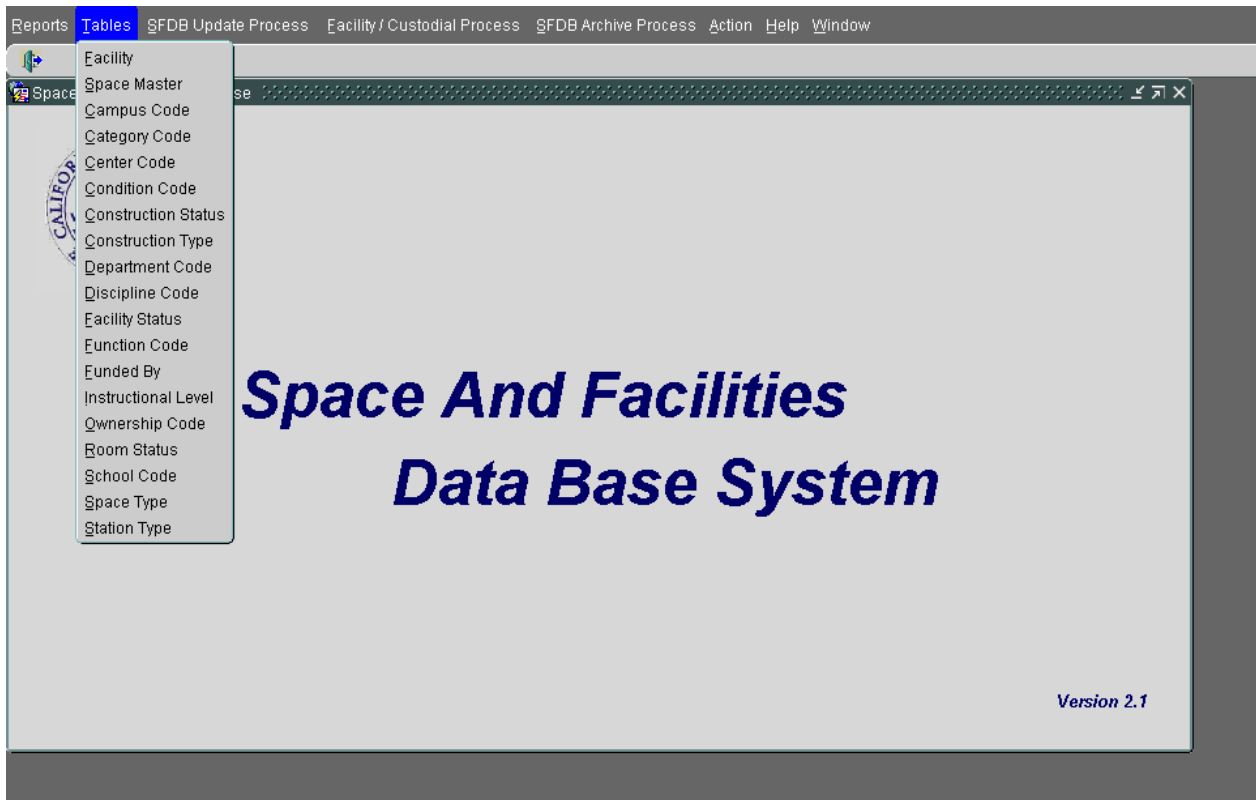 Reports Tables SFDB Update Process Facility / Custodial Process SFDB Archive Process Action Help Window
Facility
Space Master
Space
se
Campus Code
Category Code
Center Code
Condition Code
Construction Status
Construction Type
Department Code
Discipline Code
Facility Status
Function Code
Funded By
Instructional Level
Ownership Code
Room Status
School Code
Space Type
Station Type
CALIFOR
Space And Facilities
Data Base System
Version 2.1